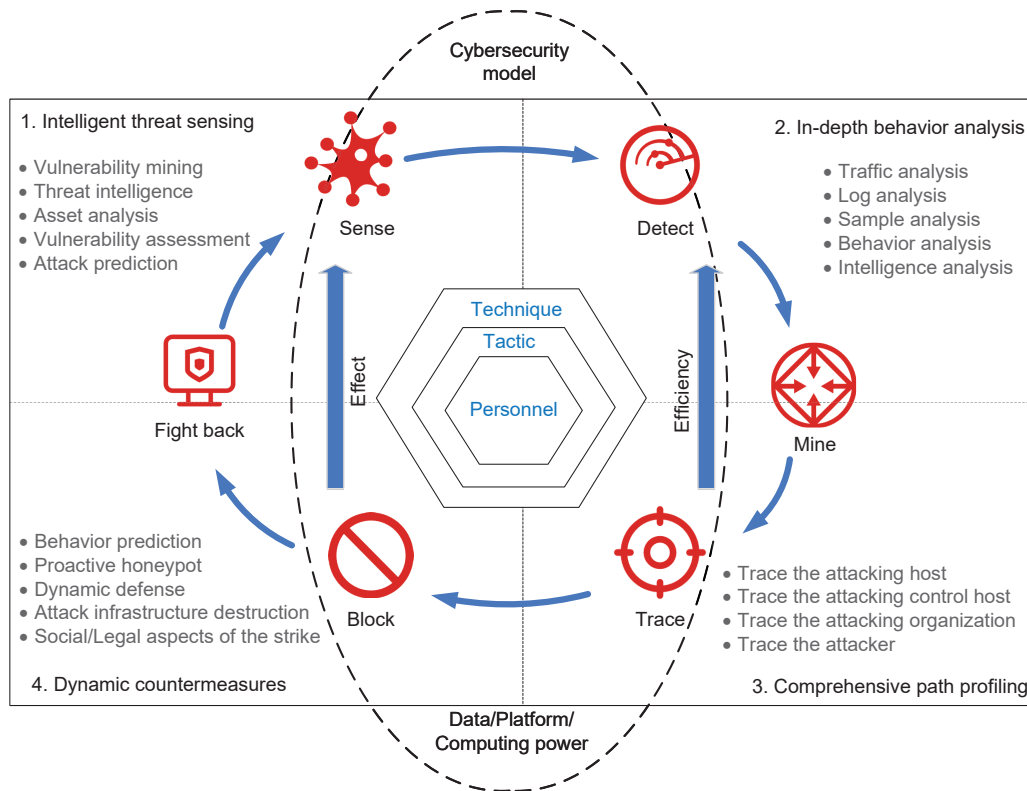 Cybersecurity
model
1. Intelligent threat sensing
• Vulnerability mining
• Threat intelligence
• Asset analysis
• Vulnerability assessment
• Attack prediction
Sense
Detect
2. In-depth behavior analysis
• Traffic analysis
• Log analysis
• Sample analysis
• Behavior analysis
• Intelligence analysis
Technique
Tactic
Personnel
Effect
Efficiency
Fight back
Mine
• Behavior prediction
• Proactive honeypot
• Dynamic defense
• Attack infrastructure destruction
• Social/Legal aspects of the strike
4. Dynamic countermeasures
Block
Trace
• Trace the attacking host
• Trace the attacking control host
• Trace the attacking organization
• Trace the attacker
3. Comprehensive path profiling
Data/Platform/
Computing power